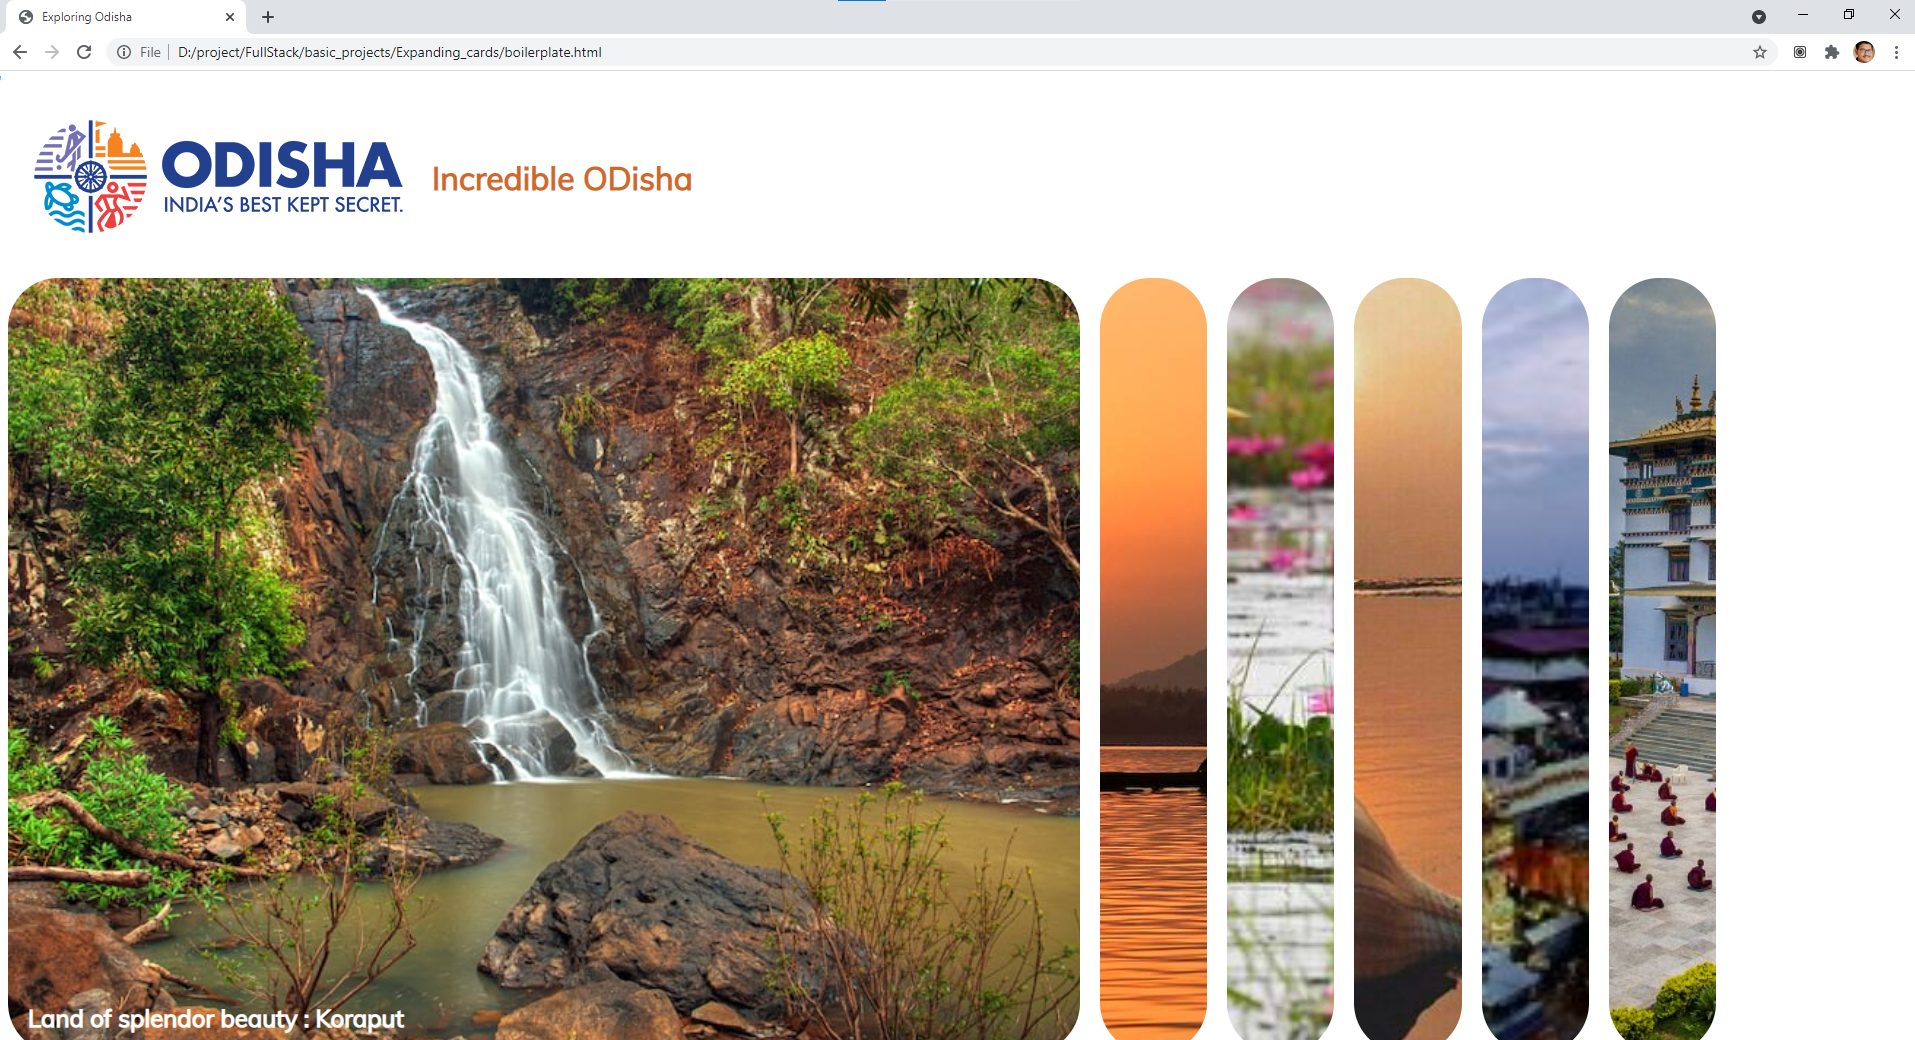 Exploring Odisha
File
D:/project/FullStack/basic_projects/Expanding_cards/boilerplate.html
ODISHA
INDIA'S BEST KEPT SECRET.
Incredible ODisha
Land of splendor beauty : Koraput